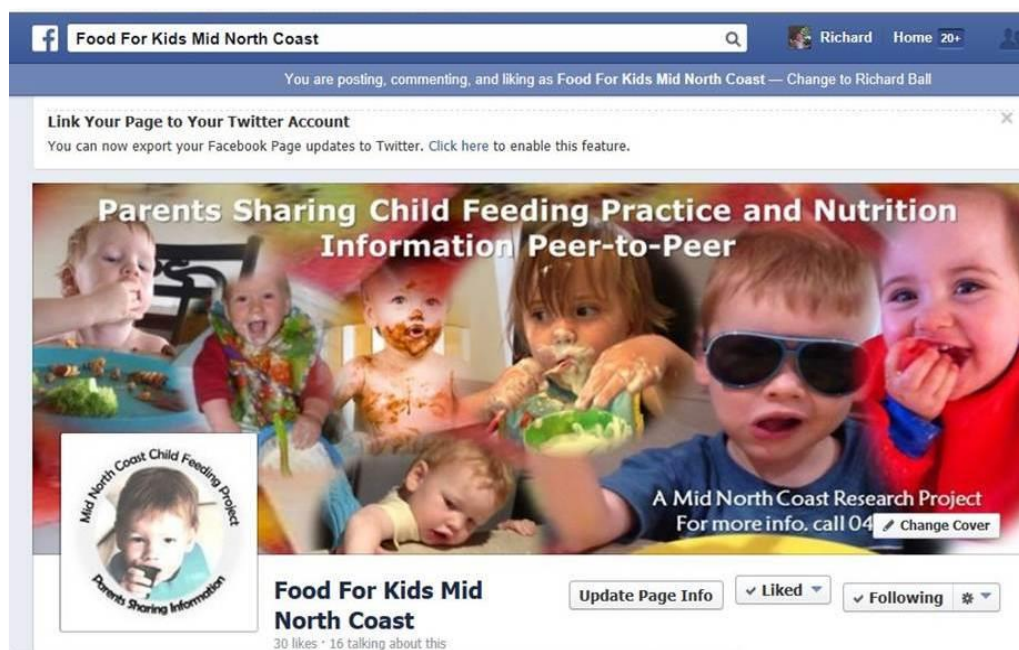 Food For Kids Mid North Coast
Richard Home 20+
You are posting, commenting, and liking as Food For Kids Mid North Coast — Change to Richard Ball
Link Your Page to Your Twitter Account
You can now export your Facebook Page updates to Twitter. Click here to enable this feature.
Parents Sharing Child Feeding Practice and Nutrition
Information Peer-to-Peer
A Mid North Coast Research Project
For more info. call 04
Change Cover
Mid North Coast Child Feeding Project
Parents Sharing Information
Food For Kids Mid
North Coast
Update Page Info
Liked
Following
30 likes · 16 talking about this